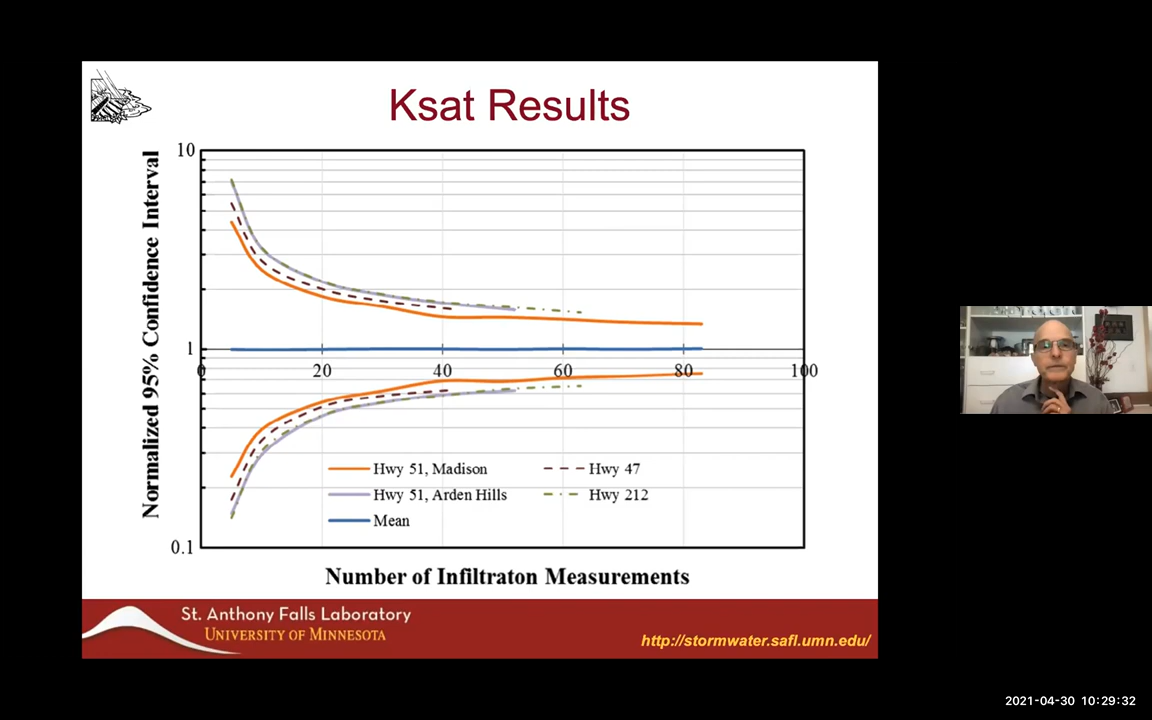 Ksat Results
Normalized 95% Confidence Interval
10
1
0.1
0 20 40 60 80 100
Hwy 51, Madison
Hwy 47
Hwy 51, Arden Hills
Hwy 212
Mean
Number of Infiltraton Measurements
St. Anthony Falls Laboratory
UNIVERSITY OF MINNESOTA
http://stormwater.safl.umn.edu/
2021-04-30 10:29:32